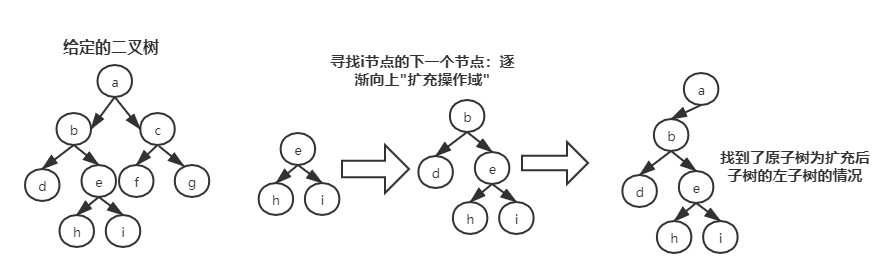 给定的二叉树
a
b
c
d
e
f
g
h
i
寻找i节点的下一个节点：逐
渐向上"扩充操作域"
e
h
i
b
d
e
h
i
a
b
d
e
h
i
找到了原子树为扩充后
子树的左子树的情况